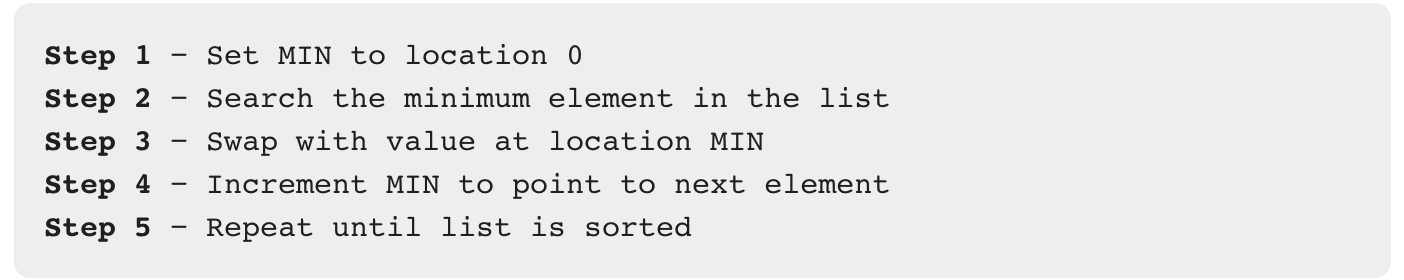 Step 1 − Set MIN to location 0
Step 2 − Search the minimum element in the list
Step 3 − Swap with value at location MIN
Step 4 − Increment MIN to point to next element
Step 5 − Repeat until list is sorted